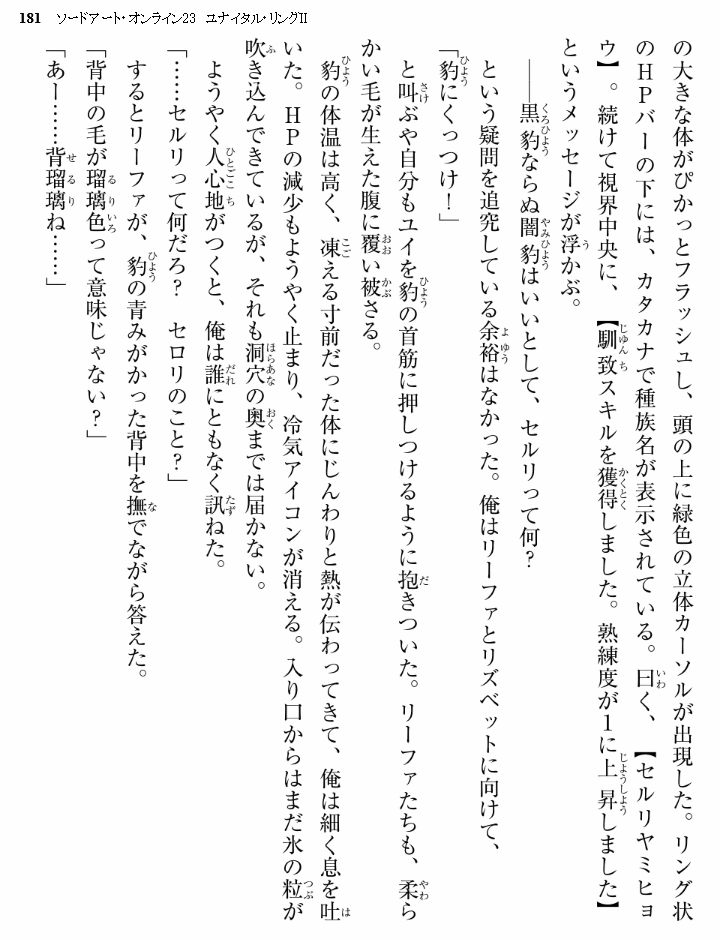 181　ソードアート・オンライン23　ユナイタル・リングⅡ
の大きな体がぴかっとフラッシュし、頭の上に緑色の立体カーソルが出現した。リング状
のHPバーの下には、カタカナで種族名が表示されている。曰く、【セルリヤミヒョ
ウ】。続けて視界中央に、【馴致スキルを獲得しました。熟練度が1に上昇しました】
というメッセージが浮かぶ。
――黒豹ならぬ闇豹はいいとして、セルリって何?
という疑問を追究している余裕はなかった。俺はリーファとリズベットに向けて、
「豹にくっつけ!」
と叫ぶや自分もユイを豹の首筋に押しつけるように抱きついた。リーファたちも、柔ら
かい毛が生えた腹に覆い被さる。
豹の体温は高く、凍える寸前だった体にじんわりと熱が伝わってきて、俺は細く息を吐
いた。HPの減少もようやく止まり、冷気アイコンが消える。入り口からはまだ氷の粒が
吹き込んできているが、それも洞穴の奥までは届かない。
ようやく人心地がつくと、俺は誰にともなく訊ねた。
「……セルリって何だろ?　セロリのこと?」
するとリーファが、豹の青みがかった背中を撫でながら答えた。
「背中の毛が瑠璃色って意味じゃない?」
「あー……背瑠璃ね……」